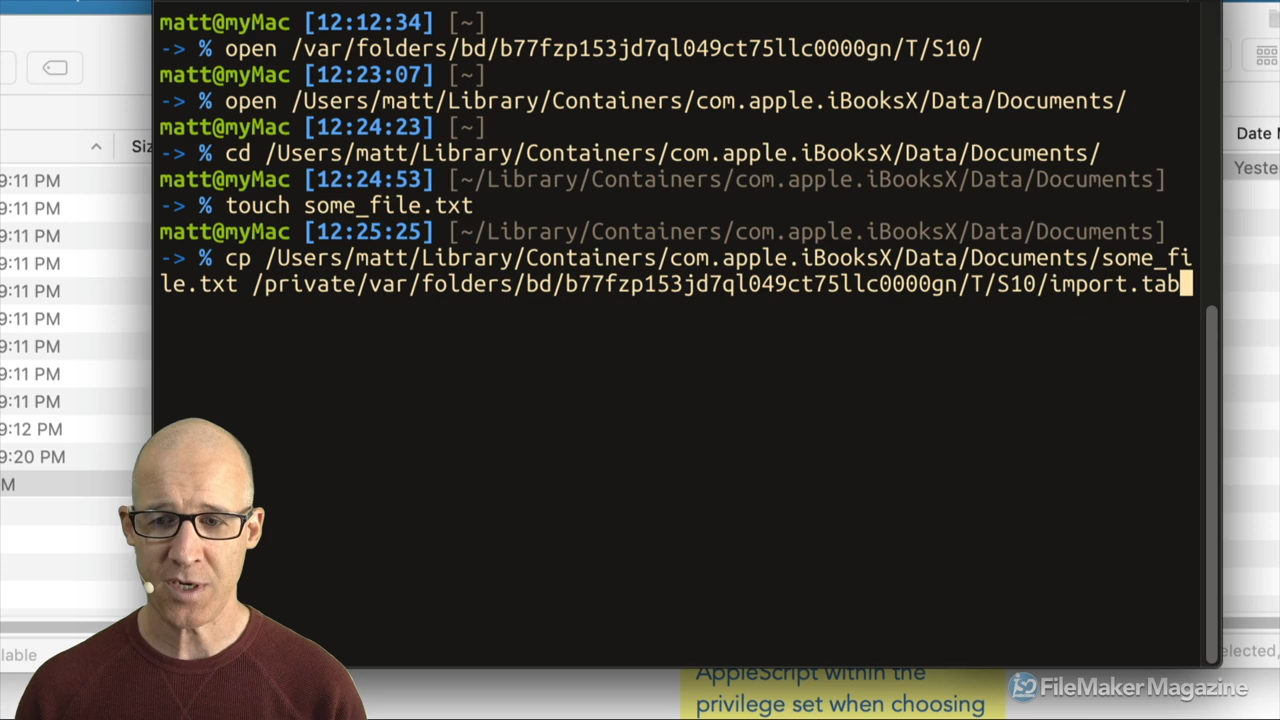 matt@myMac [12:12:34] [~]
-> % open /var/folders/bd/b77fzp153jd7ql049ct75llc0000gn/T/S10/
matt@myMac [12:23:07] [~]
-> % open /Users/matt/Library/Containers/com.apple.iBooksX/Data/Documents/
matt@myMac [12:24:23] [~]
-> % cd /Users/matt/Library/Containers/com.apple.iBooksX/Data/Documents/
matt@myMac [12:24:53] [~/Library/Containers/com.apple.iBooksX/Data/Documents]
-> % touch some_file.txt
matt@myMac [12:25:25] [~/Library/Containers/com.apple.iBooksX/Data/Documents]
-> % cp /Users/matt/Library/Containers/com.apple.iBooksX/Data/Documents/some_fi
le.txt /private/var/folders/bd/b77fzp153jd7ql049ct75llc0000gn/T/S10/import.tab
Siz
9:11 PM
9:11 PM
9:11 PM
9:11 PM
9:11 PM
9:11 PM
9:11 PM
9:11 PM
9:11 PM
9:12 PM
9:20 PM
M
lable
Date M
Yeste
elected,
AppleScript within the
privilege set when choosing
FileMaker Magazine